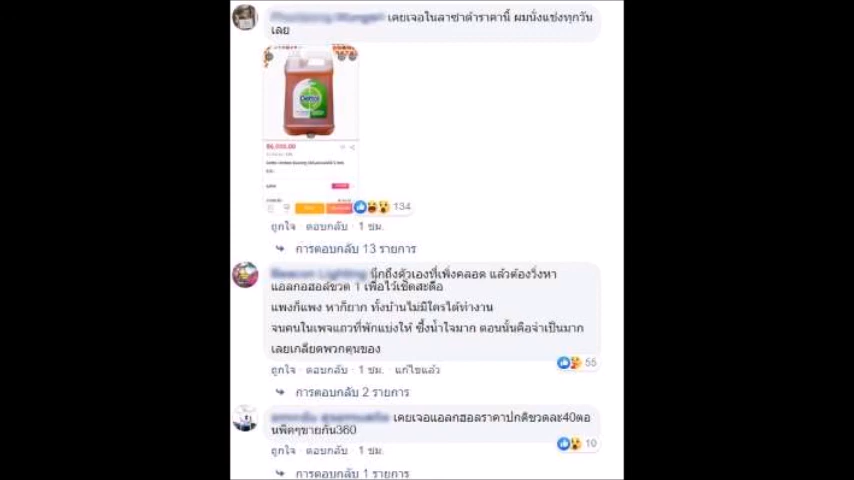 เคยเจอในลาซาด้าราคานี้ ผมนั่งแช่งทุกวัน
เลย
Dettol
134
ถูกใจ · ตอบกลับ · 1 ชม.
การตอบกลับ 13 รายการ
นึกถึงตัวเองที่เพิ่งคลอด แล้วต้องวิ่งหา
แอลกอฮอล์ขวด 1 เพื่อไว้เช็ดสะดือ
แพงก็แพง หาก็ยาก ทั้งบ้านไม่มีใครได้ทำงาน
จนคนในเพจแถวที่พักแบ่งให้ ซึ้งน้ำใจมาก ตอนนั้นคือจำเป็นมาก
เลยเกลียดพวกตุนของ
55
ถูกใจ · ตอบกลับ · 1 ชม. · แก้ไขแล้ว
การตอบกลับ 2 รายการ
เคยเจอแอลกฮอลราคาปกติขวดละ40ตอ
นพีคๆขายกัน360
10
ถูกใจ · ตอบกลับ · 1 ชม.
การตอบกลับ 1 รายการ